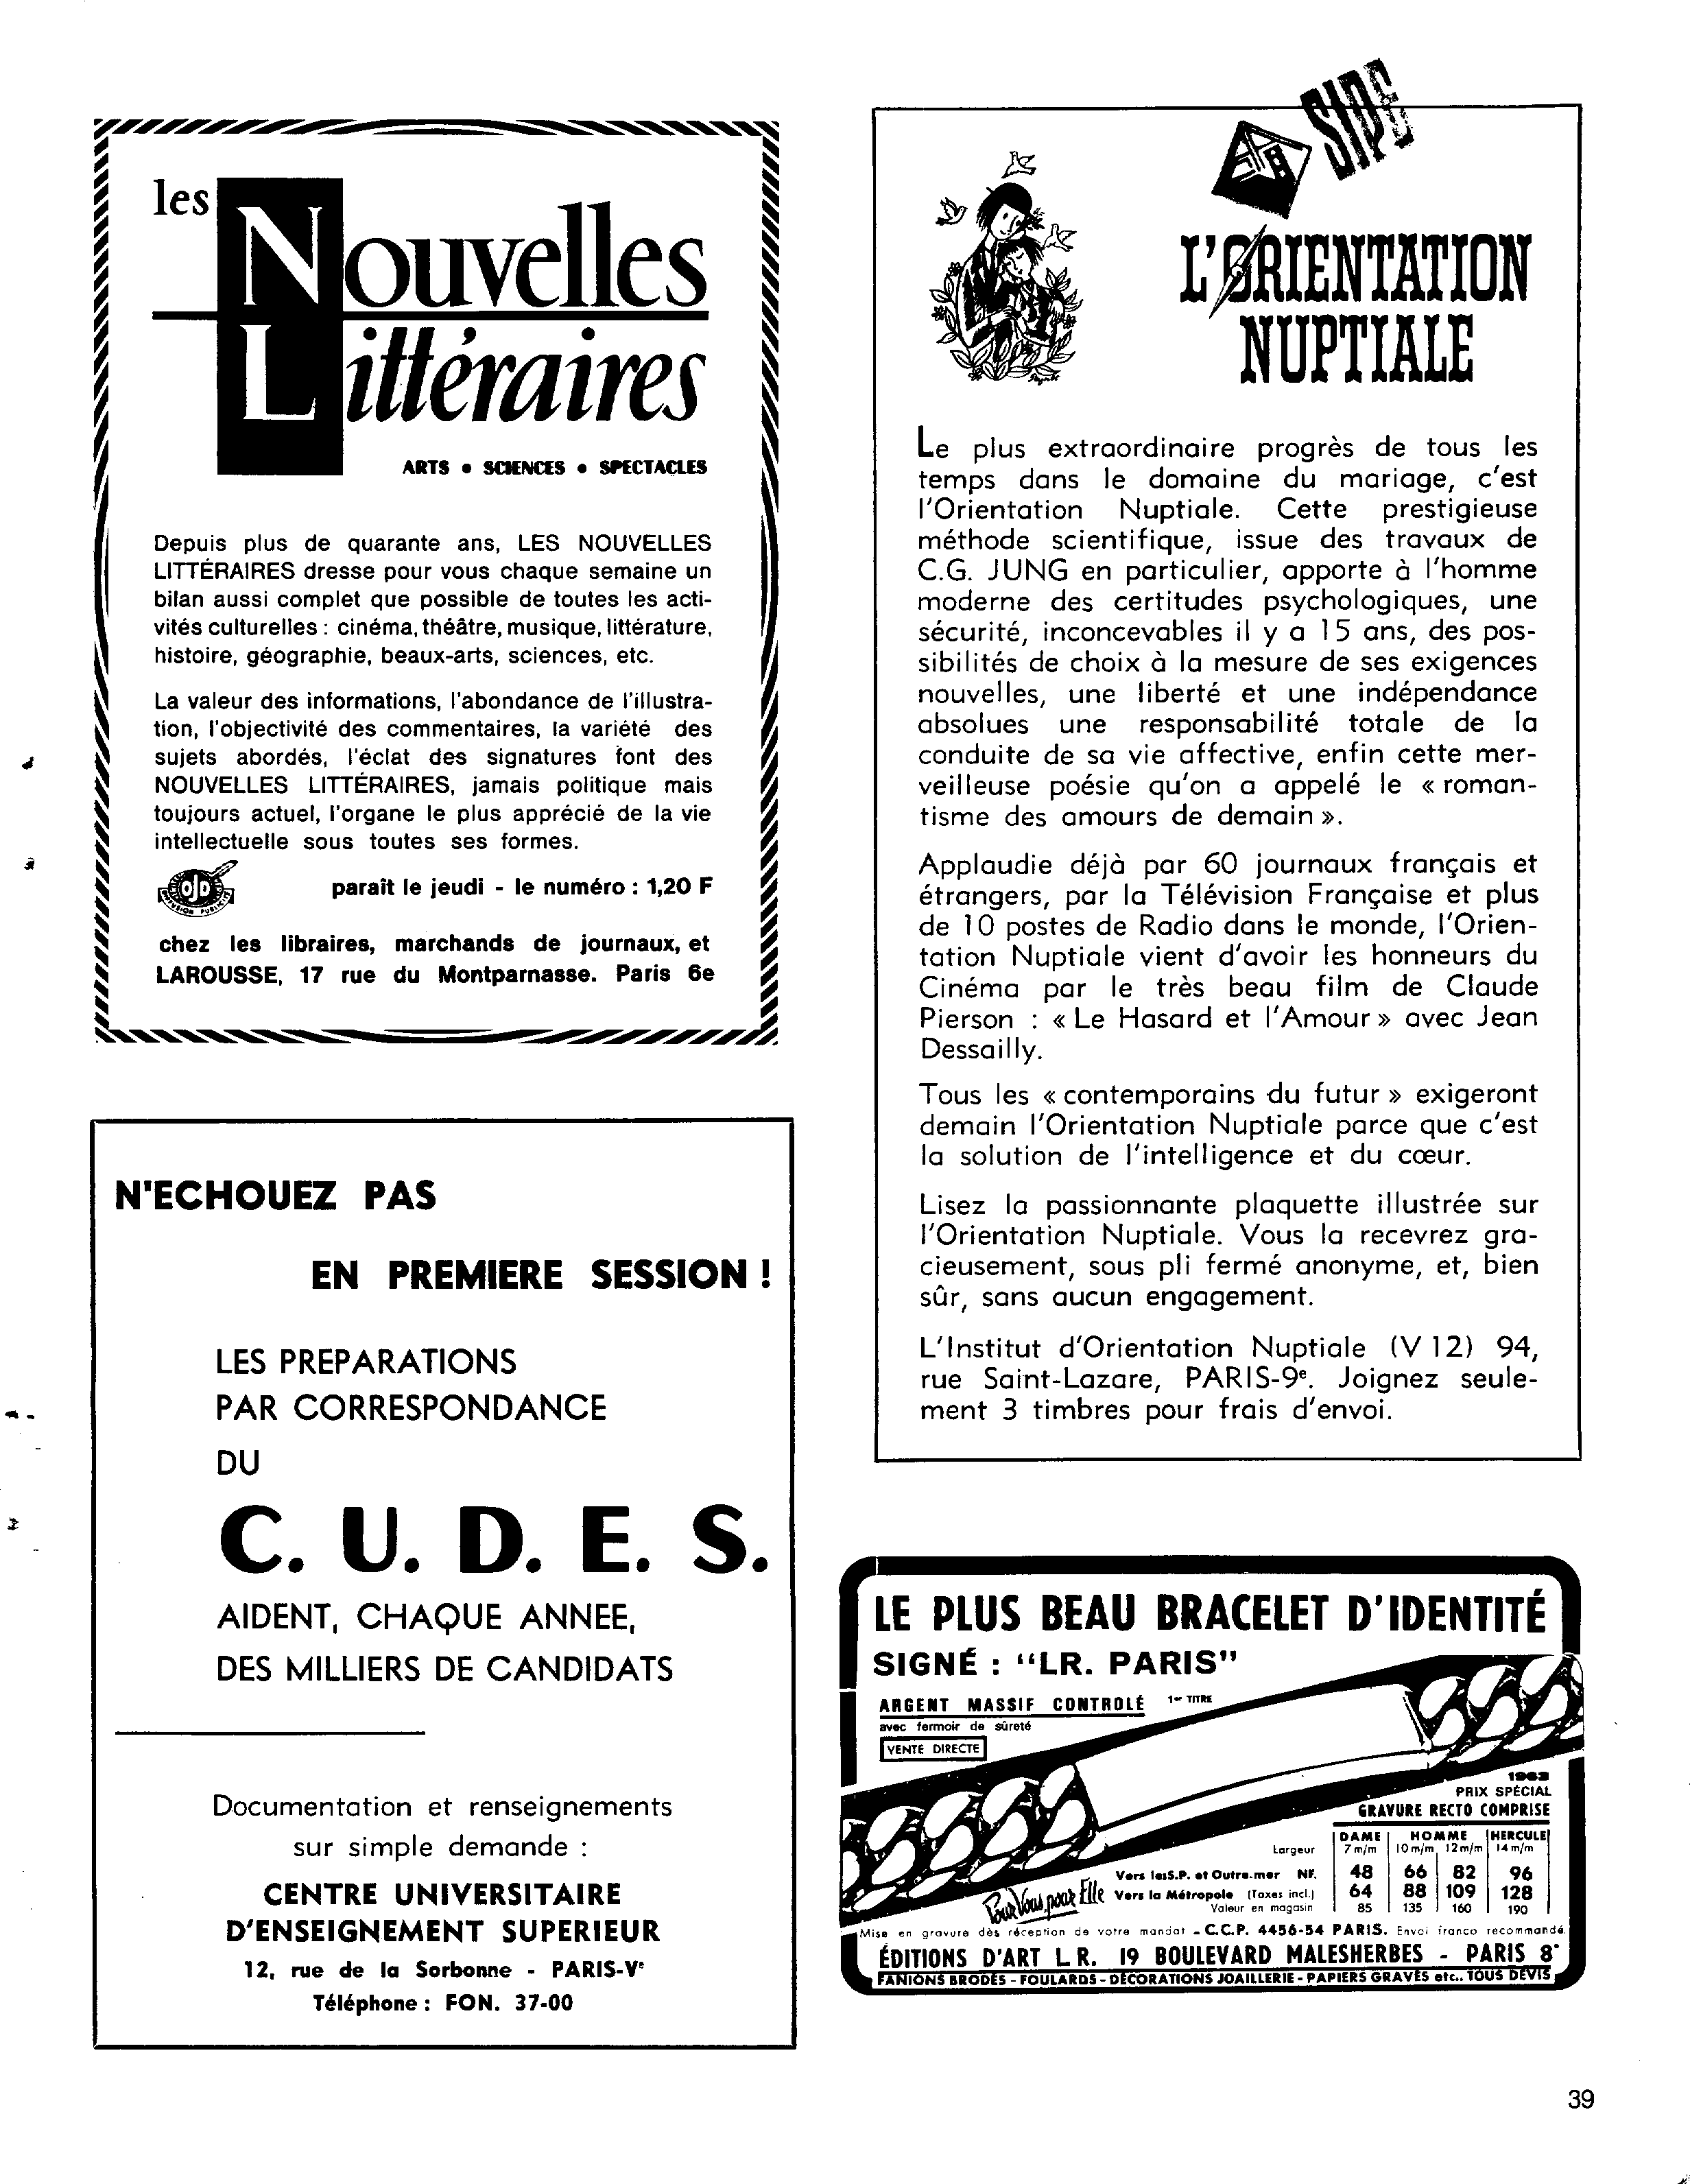 les
Nouvelles
Littéraires
ARTS • SCIENCES • SPECTACLES
Depuis plus de quarante ans, LES NOUVELLES
LITTÉRAIRES dresse pour vous chaque semaine un
bilan aussi complet que possible de toutes les acti-
vités culturelles : cinéma, théâtre, musique, littérature,
histoire, géographie, beaux-arts, sciences, etc.
La valeur des informations, l'abondance de l'illustra-
tion, l'objectivité des commentaires, la variété des
sujets abordés, l'éclat des signatures font des
NOUVELLES LITTÉRAIRES, jamais politique mais
toujours actuel, l'organe le plus apprécié de la vie
intellectuelle sous toutes ses formes.
OJD
paraît le jeudi - le numéro : 1,20 F
chez les libraires, marchands de journaux, et
LAROUSSE, 17 rue du Montparnasse. Paris 6e
N'ECHOUEZ PAS
EN PREMIERE SESSION !
LES PREPARATIONS
PAR CORRESPONDANCE
DU
C. U. D. E. S.
AIDENT, CHAQUE ANNEE,
DES MILLIERS DE CANDIDATS
Documentation et renseignements
sur simple demande :
CENTRE UNIVERSITAIRE
D'ENSEIGNEMENT SUPERIEUR
12, rue de la Sorbonne - PARIS-Ve
Téléphone : FON. 37-00
SIPE
L'ORIENTATION
NUPTIALE
Peynet
Le plus extraordinaire progrès de tous les
temps dans le domaine du mariage, c'est
l'Orientation Nuptiale. Cette prestigieuse
méthode scientifique, issue des travaux de
C.G. JUNG en particulier, apporte à l'homme
moderne des certitudes psychologiques, une
sécurité, inconcevables il y a 15 ans, des pos-
sibilités de choix à la mesure de ses exigences
nouvelles, une liberté et une indépendance
absolues une responsabilité totale de la
conduite de sa vie affective, enfin cette mer-
veilleuse poésie qu'on a appelé le « roman-
tisme des amours de demain ».
Applaudie déjà par 60 journaux français et
étrangers, par la Télévision Française et plus
de 10 postes de Radio dans le monde, l'Orien-
tation Nuptiale vient d'avoir les honneurs du
Cinéma par le très beau film de Claude
Pierson : « Le Hasard et l'Amour » avec Jean
Dessailly.
Tous les « contemporains du futur » exigeront
demain l'Orientation Nuptiale parce que c'est
la solution de l'intelligence et du cœur.
Lisez la passionnante plaquette illustrée sur
l'Orientation Nuptiale. Vous la recevrez gra-
cieusement, sous pli fermé anonyme, et, bien
sûr, sans aucun engagement.
L'Institut d'Orientation Nuptiale (V 12) 94,
rue Saint-Lazare, PARIS-9e. Joignez seule-
ment 3 timbres pour frais d'envoi.
LE PLUS BEAU BRACELET D'IDENTITÉ
SIGNÉ : "LR. PARIS"
ARGENT MASSIF CONTROLÉ 1er TITRE
avec fermoir de sûreté
VENTE DIRECTE
1963
PRIX SPÉCIAL
GRAVURE RECTO COMPRISE
DAME HOMME HERCULE
Largeur 7 m/m 10 m/m 12 m/m 14 m/m
Vers les S.P. et Outre-mer NF. 48 66 82 96
Vers la Métropole (Taxes incl.) 64 88 109 128
Valeur en magasin 85 135 160 190
Pour Vous, pour Elle
Mise en gravure dès réception de votre mandat - C.C.P. 4456-54 PARIS. Envoi franco recommandé.
ÉDITIONS D'ART L.R. 19 BOULEVARD MALESHERBES - PARIS 8e
FANIONS BRODÉS - FOULARDS - DÉCORATIONS JOAILLERIE - PAPIERS GRAVÉS etc.. TOUS DEVIS
39